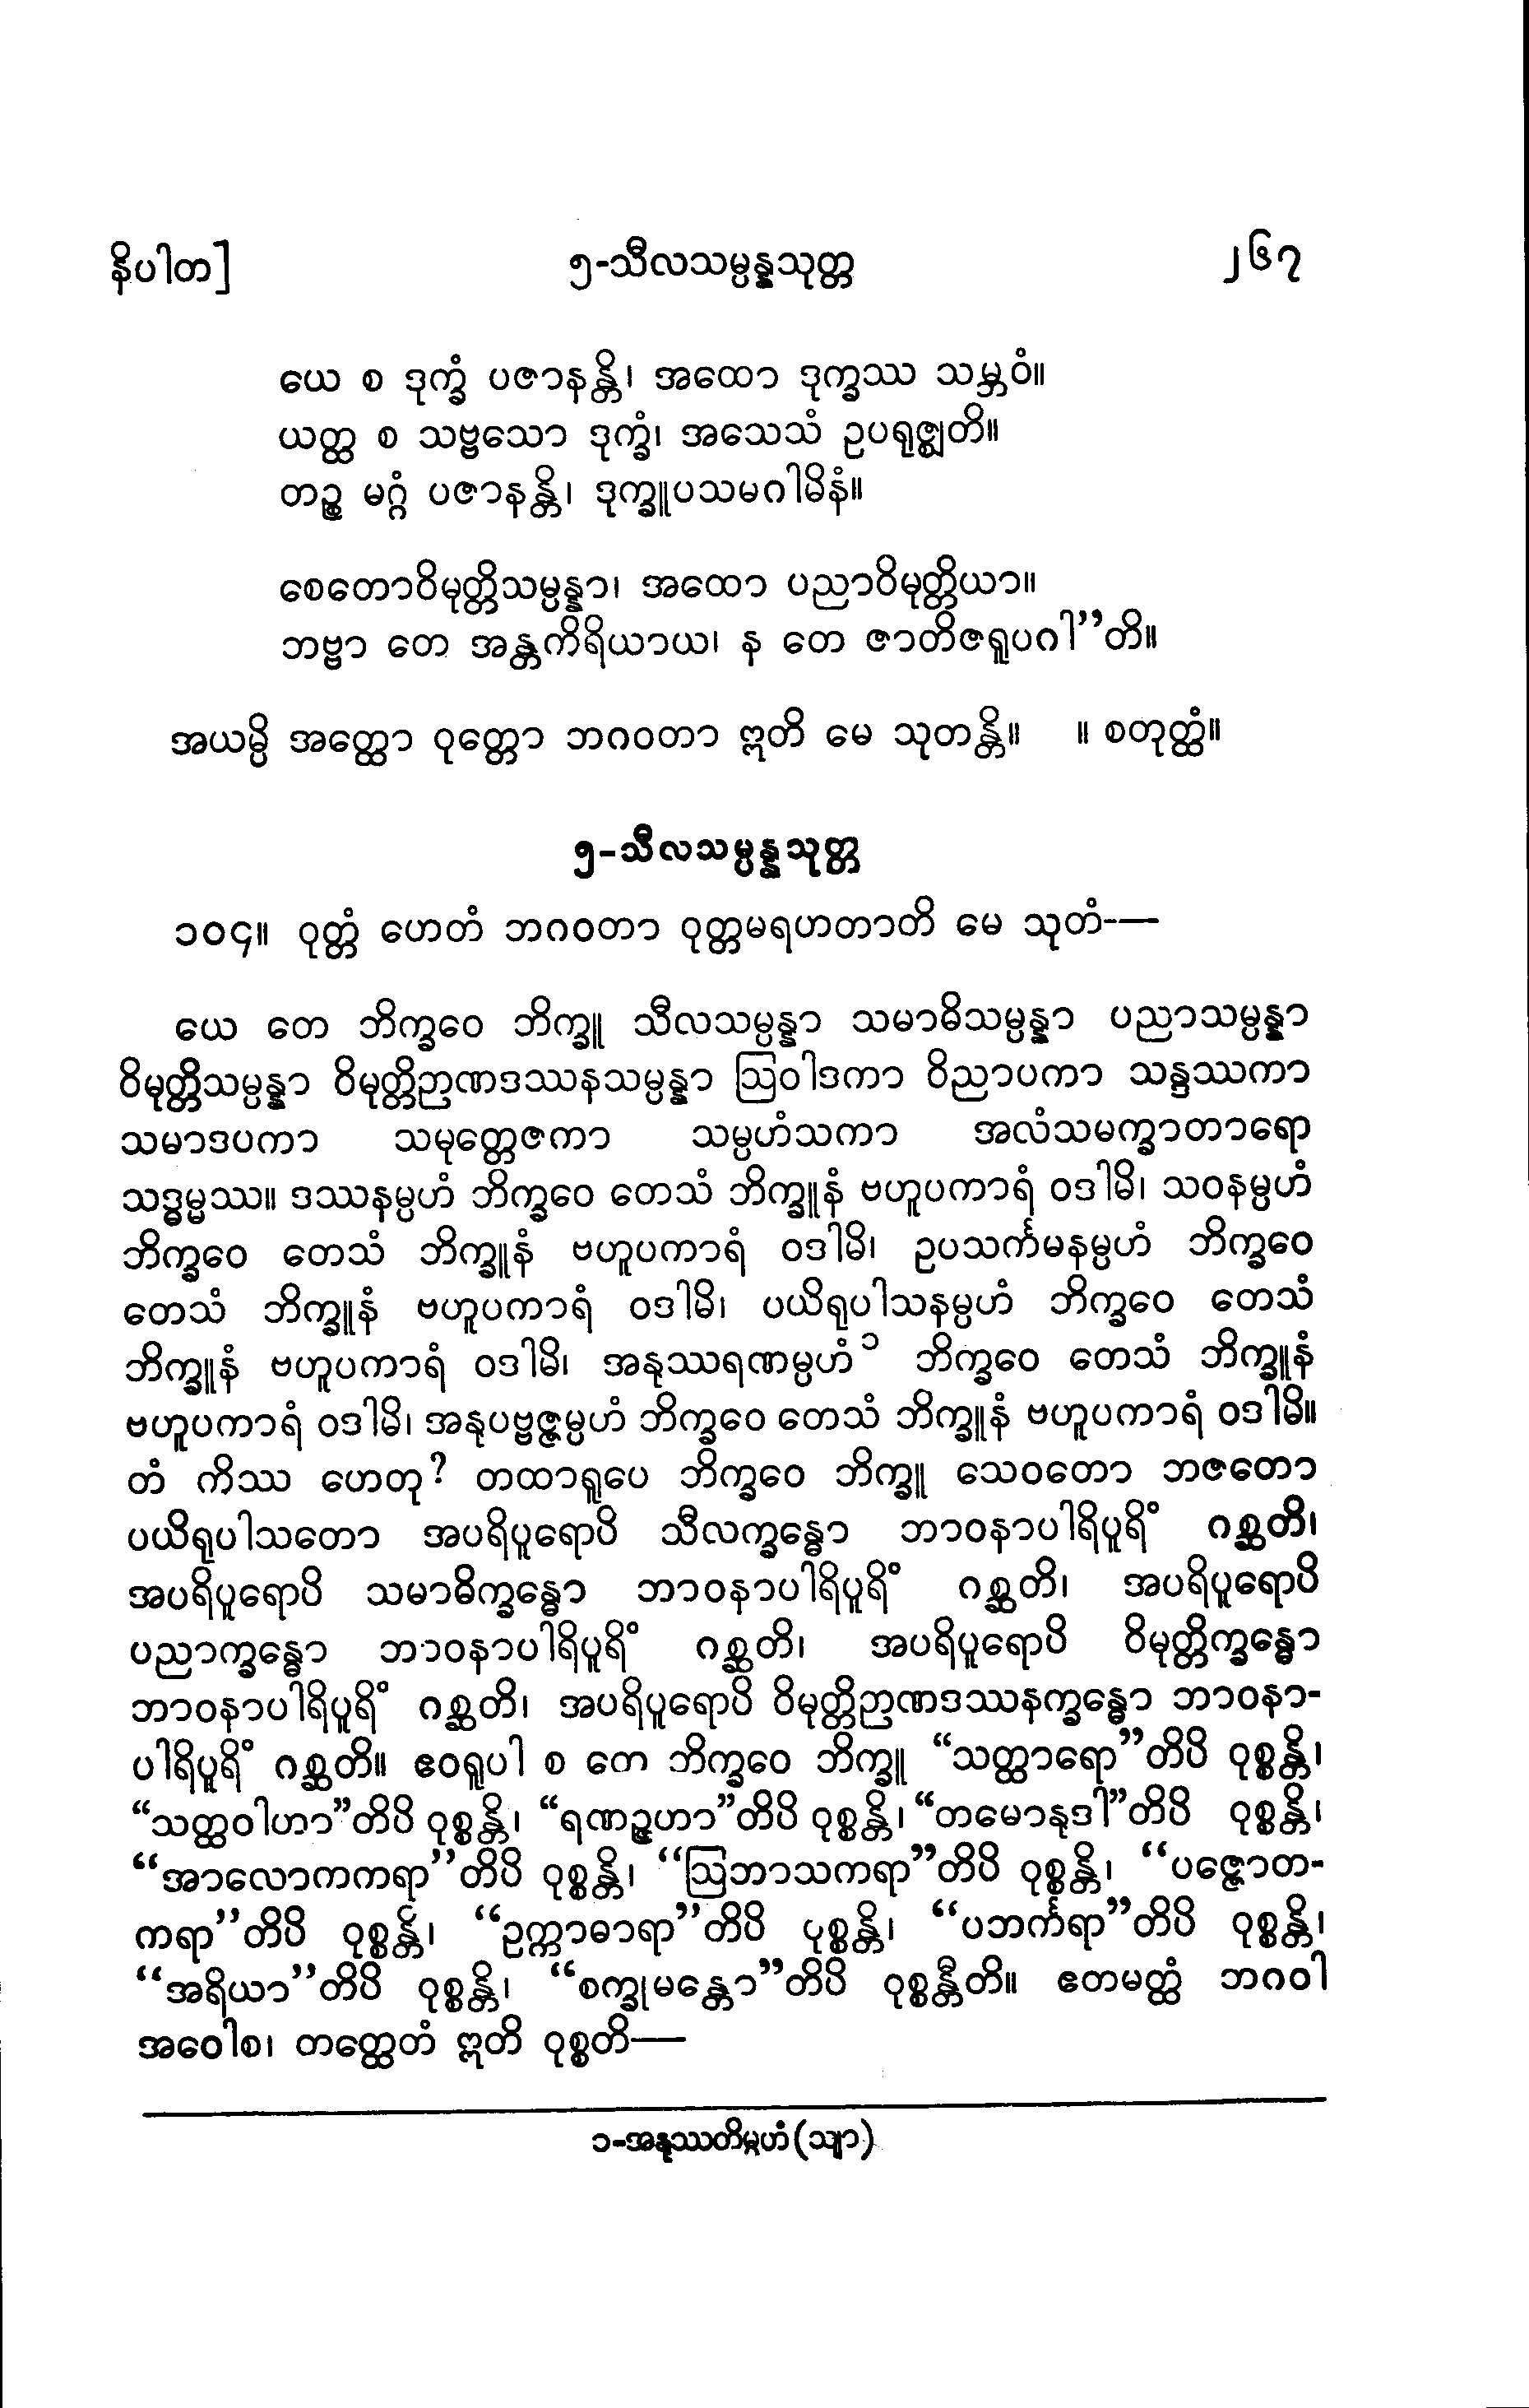 နိပါတ] ၅-သီလသမ္ပန္နသုတ္တ ၂၆၇
ယေ စ ဒုက္ခံ ပဇာနန္တိ၊ အထော ဒုက္ခဿ သမ္ဘဝံ။
ယတ္ထ စ သဗ္ဗသော ဒုက္ခံ၊ အသေသံ ဥပရုဇ္ဈတိ။
တဉ္စ မဂ္ဂံ ပဇာနန္တိ၊ ဒုက္ခူပသမဂါမိနံ။
စေတောဝိမုတ္တိသမ္ပန္နာ၊ အထော ပညာဝိမုတ္တိယာ။
ဘဗ္ဗာ တေ အန္တကိရိယာယ၊ န တေ ဇာတိဇရူပဂါ”တိ။
အယမ္ပိ အတ္ထော ဝုတ္တော ဘဂဝတာ ဣတိ မေ သုတန္တိ။ ။ စတုတ္ထံ။
၅-သီလသမ္ပန္နသုတ္တ
၁၀၄။ ဝုတ္တံ ဟေတံ ဘဂဝတာ ဝုတ္တမရဟတာတိ မေ သုတံ-—
ယေ တေ ဘိက္ခဝေ ဘိက္ခူ သီလသမ္ပန္နာ သမာဓိသမ္ပန္နာ ပညာသမ္ပန္နာ
ဝိမုတ္တိသမ္ပန္နာ ဝိမုတ္တိဉာဏဒဿနသမ္ပန္နာ ဩဝါဒကာ ဝိညာပကာ သန္ဒဿကာ
သမာဒပကာ သမုတ္တေဇကာ သမ္ပဟံသကာ အလံသမက္ခာတာရော
သဒ္ဓမ္မဿ။ ဒဿနမ္ပဟံ ဘိက္ခဝေ တေသံ ဘိက္ခူနံ ဗဟူပကာရံ ဝဒါမိ၊ သဝနမ္ပဟံ
ဘိက္ခဝေ တေသံ ဘိက္ခူနံ ဗဟူပကာရံ ဝဒါမိ၊ ဥပသင်္ကမနမ္ပဟံ ဘိက္ခဝေ
တေသံ ဘိက္ခူနံ ဗဟူပကာရံ ဝဒါမိ၊ ပယိရုပါသနမ္ပဟံ ဘိက္ခဝေ တေသံ
ဘိက္ခူနံ ဗဟူပကာရံ ဝဒါမိ၊ အနုဿရဏမ္ပဟံ ၁ ဘိက္ခဝေ တေသံ ဘိက္ခူနံ
ဗဟူပကာရံ ဝဒါမိ၊ အနုပဗ္ဗဇ္ဇမ္ပဟံ ဘိက္ခဝေ တေသံ ဘိက္ခူနံ ဗဟူပကာရံ ဝဒါမိ။
တံ ကိဿ ဟေတု? တထာရူပေ ဘိက္ခဝေ ဘိက္ခူ သေဝတော ဘဇတော
ပယိရုပါသတော အပရိပူရောပိ သီလက္ခန္ဓော ဘာဝနာပါရိပူရိံ ဂစ္ဆတိ၊
အပရိပူရောပိ သမာဓိက္ခန္ဓော ဘာဝနာပါရိပူရိံ ဂစ္ဆတိ၊ အပရိပူရောပိ
ပညာက္ခန္ဓော ဘာဝနာပါရိပူရိံ ဂစ္ဆတိ၊ အပရိပူရောပိ ဝိမုတ္တိက္ခန္ဓော
ဘာဝနာပါရိပူရိံ ဂစ္ဆတိ၊ အပရိပူရောပိ ဝိမုတ္တိဉာဏဒဿနက္ခန္ဓော ဘာဝနာ-
ပါရိပူရိံ ဂစ္ဆတိ။ ဧဝရူပါ စ တေ ဘိက္ခဝေ ဘိက္ခူ “သတ္ထာရော”တိပိ ဝုစ္စန္တိ၊
“သတ္ထဝါဟာ”တိပိ ဝုစ္စန္တိ၊ “ရဏဉ္ဇဟာ”တိပိ ဝုစ္စန္တိ၊ “တမောနုဒါ”တိပိ ဝုစ္စန္တိ၊
“အာလောကကရာ”တိပိ ဝုစ္စန္တိ၊ “ဩဘာသကရာ”တိပိ ဝုစ္စန္တိ၊ “ပဇ္ဇောတ-
ကရာ”တိပိ ဝုစ္စန္တိ၊ “ဥက္ကာဓာရာ”တိပိ ပုစ္စန္တိ၊ “ပဘင်္ကရာ”တိပိ ဝုစ္စန္တိ၊
“အရိယာ”တိပိ ဝုစ္စန္တိ၊ “စက္ခုမန္တော”တိပိ ဝုစ္စန္တီတိ။ ဧတမတ္ထံ ဘဂဝါ
အဝေါစ၊ တတ္ထေတံ ဣတိ ဝုစ္စတိ—
၁-အနုဿတိမ္ပဟံ (သျာ)